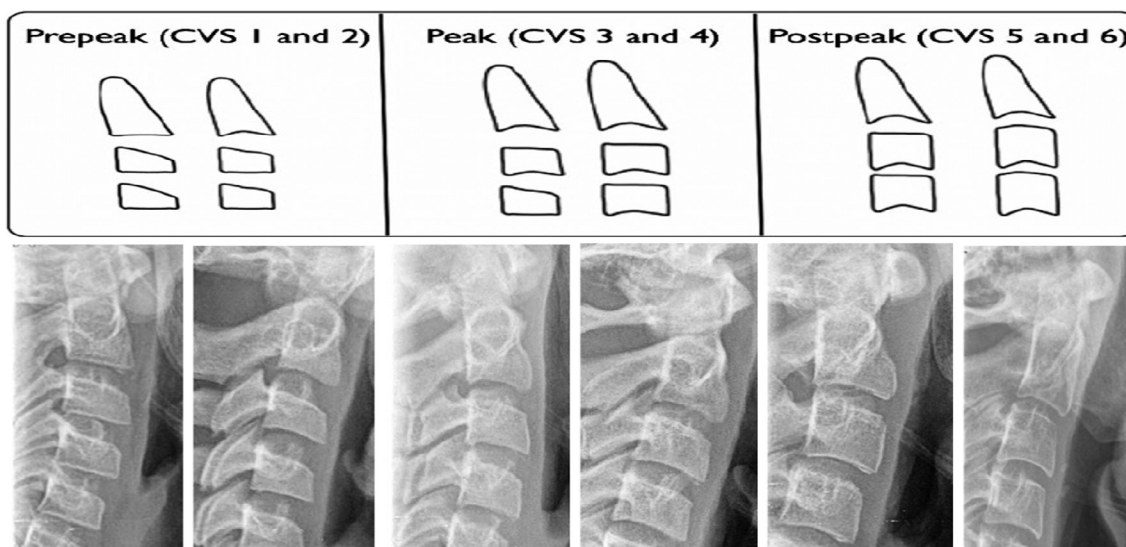 Prepeak (CVS 1 and 2)
Peak (CVS 3 and 4)
Postpeak (CVS 5 and 6)